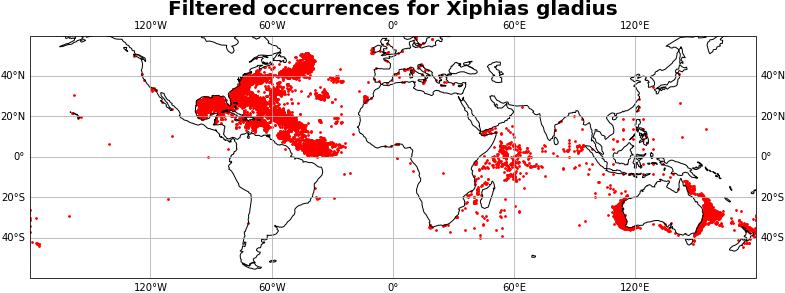 Filtered occurrences for Xiphias gladius
120°W 60°W 0° 60°E 120°E
40°N 40°N
20°N 20°N
0° 0°
20°S 20°S
40°S 40°S
120°W 60°W 0° 60°E 120°E